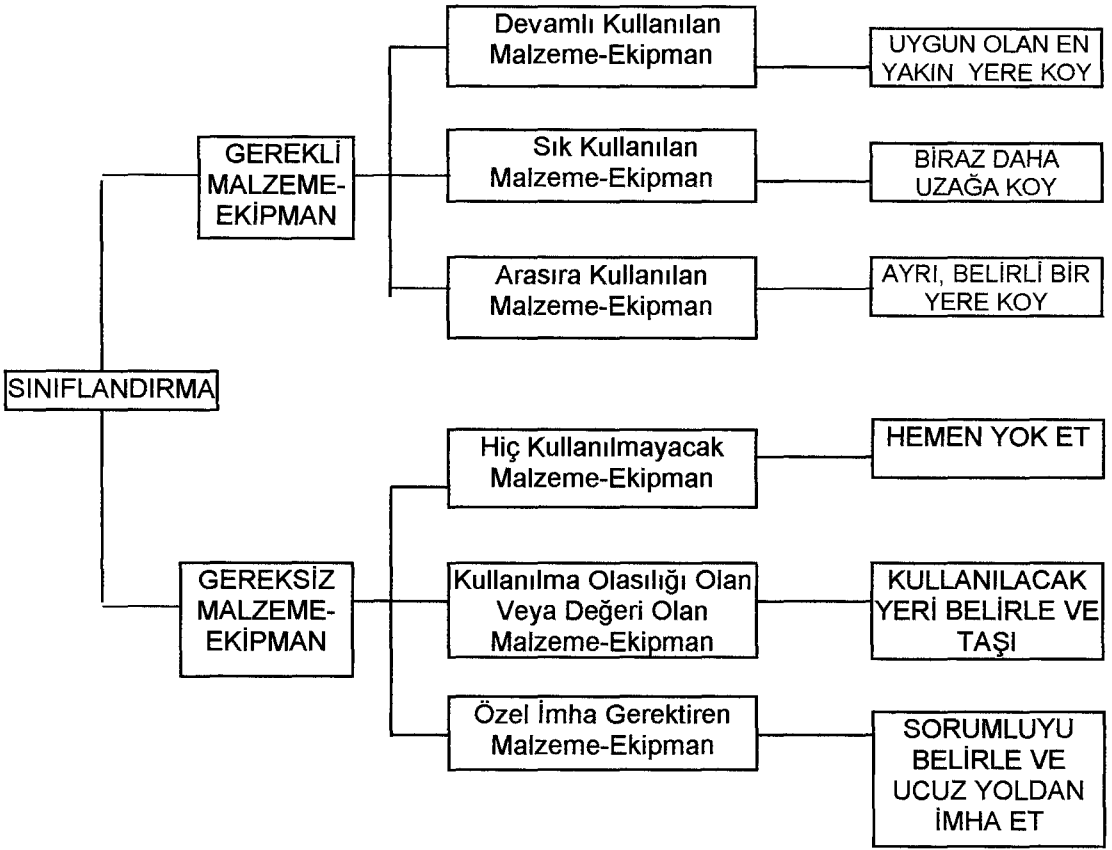 Devamlı Kullanılan
Malzeme-Ekipman
UYGUN OLAN EN
YAKIN YERE KOY
GEREKLİ
MALZEME-
EKİPMAN
Sık Kullanılan
Malzeme-Ekipman
BİRAZ DAHA
UZAĞA KOY
Arasıra Kullanılan
Malzeme-Ekipman
AYRI, BELİRLİ BİR
YERE KOY
SINIFLANDIRMA
Hiç Kullanılmayacak
Malzeme-Ekipman
HEMEN YOK ET
GEREKSİZ
MALZEME-
EKİPMAN
Kullanılma Olasılığı Olan
Veya Değeri Olan
Malzeme-Ekipman
KULLANILACAK
YERİ BELİRLE VE
TAŞI
Özel İmha Gerektiren
Malzeme-Ekipman
SORUMLUYU
BELİRLE VE
UCUZ YOLDAN
İMHA ET